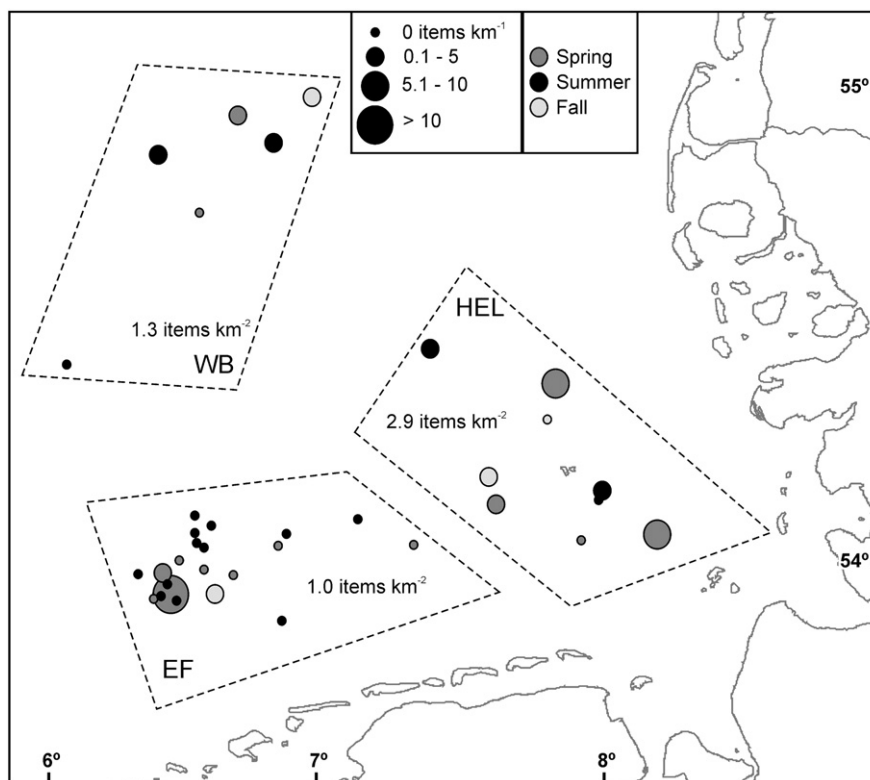 0 items km⁻¹
0.1 - 5
5.1 - 10
> 10
Spring
Summer
Fall
55º
HEL
1.3 items km⁻²
WB
2.9 items km⁻²
54º
1.0 items km⁻²
EF
6º 7º 8º